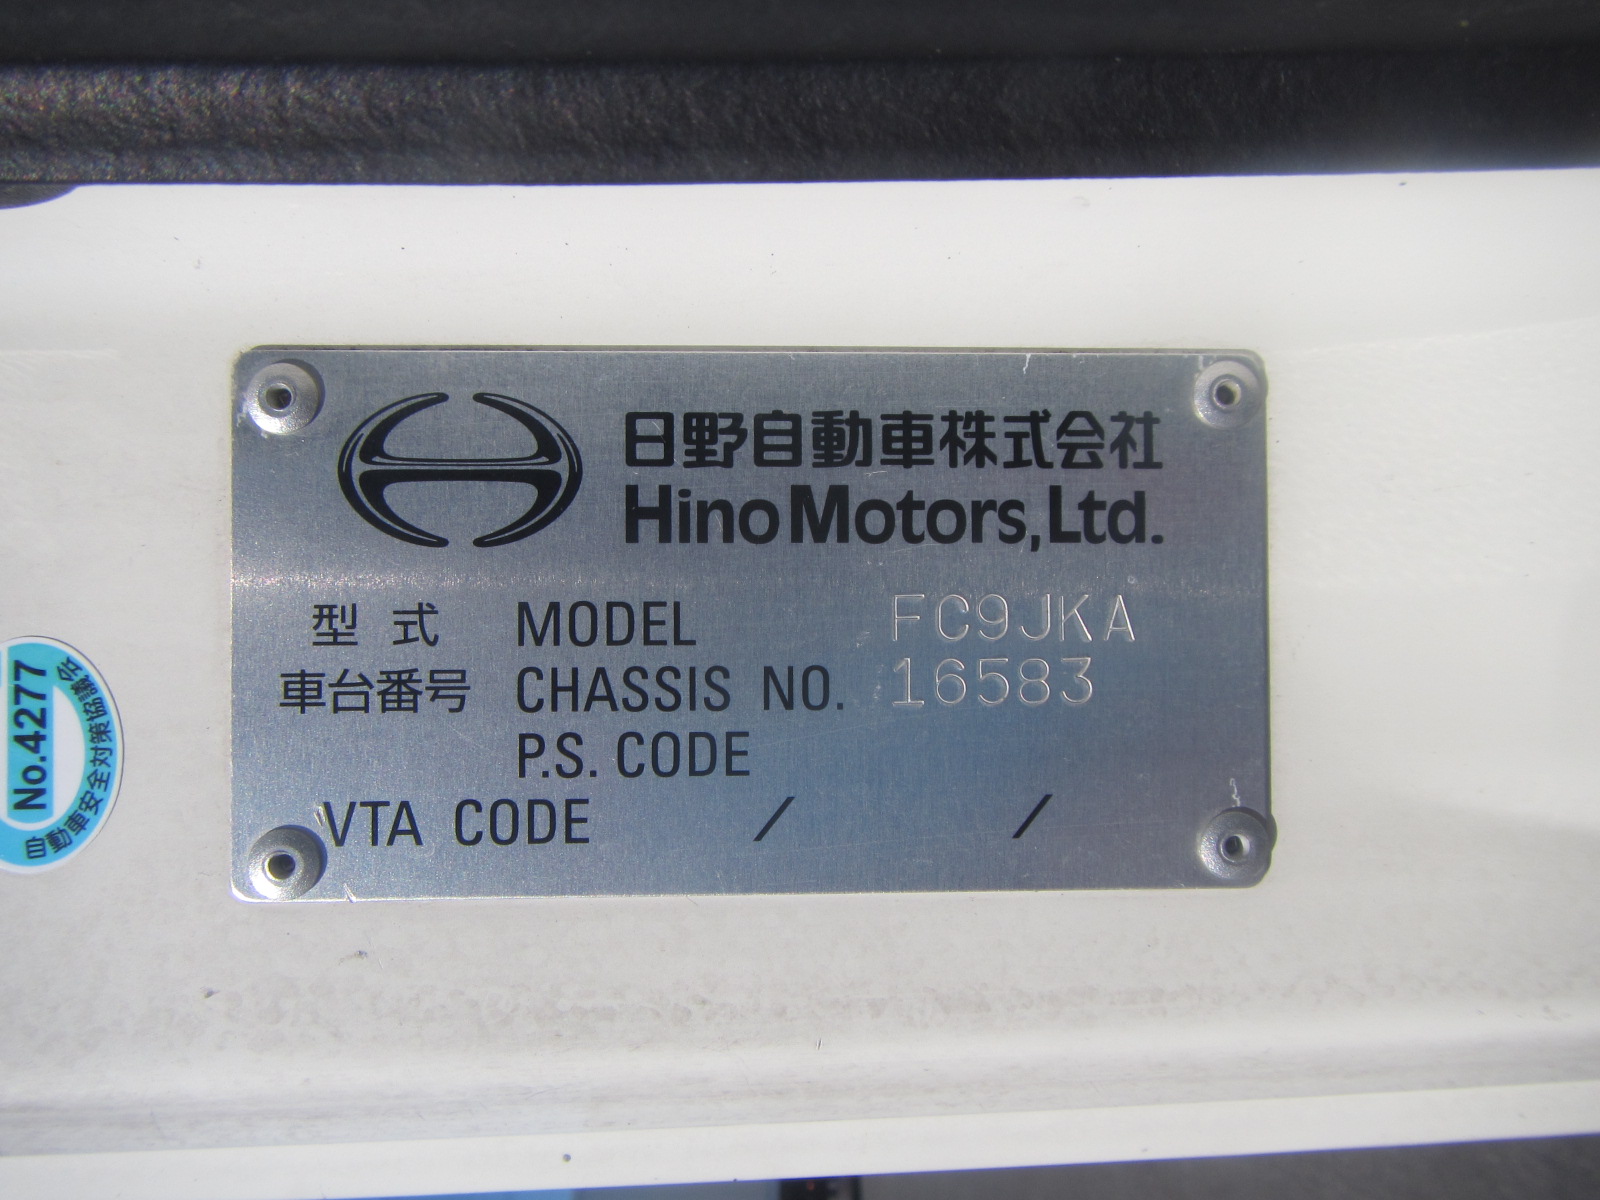 日野自動車株式会社
Hino Motors, Ltd.
型 式 MODEL FC9JKA
車台番号 CHASSIS NO. 16583
P.S. CODE
VTA CODE / /
No.4277
自動車安全対策協議会